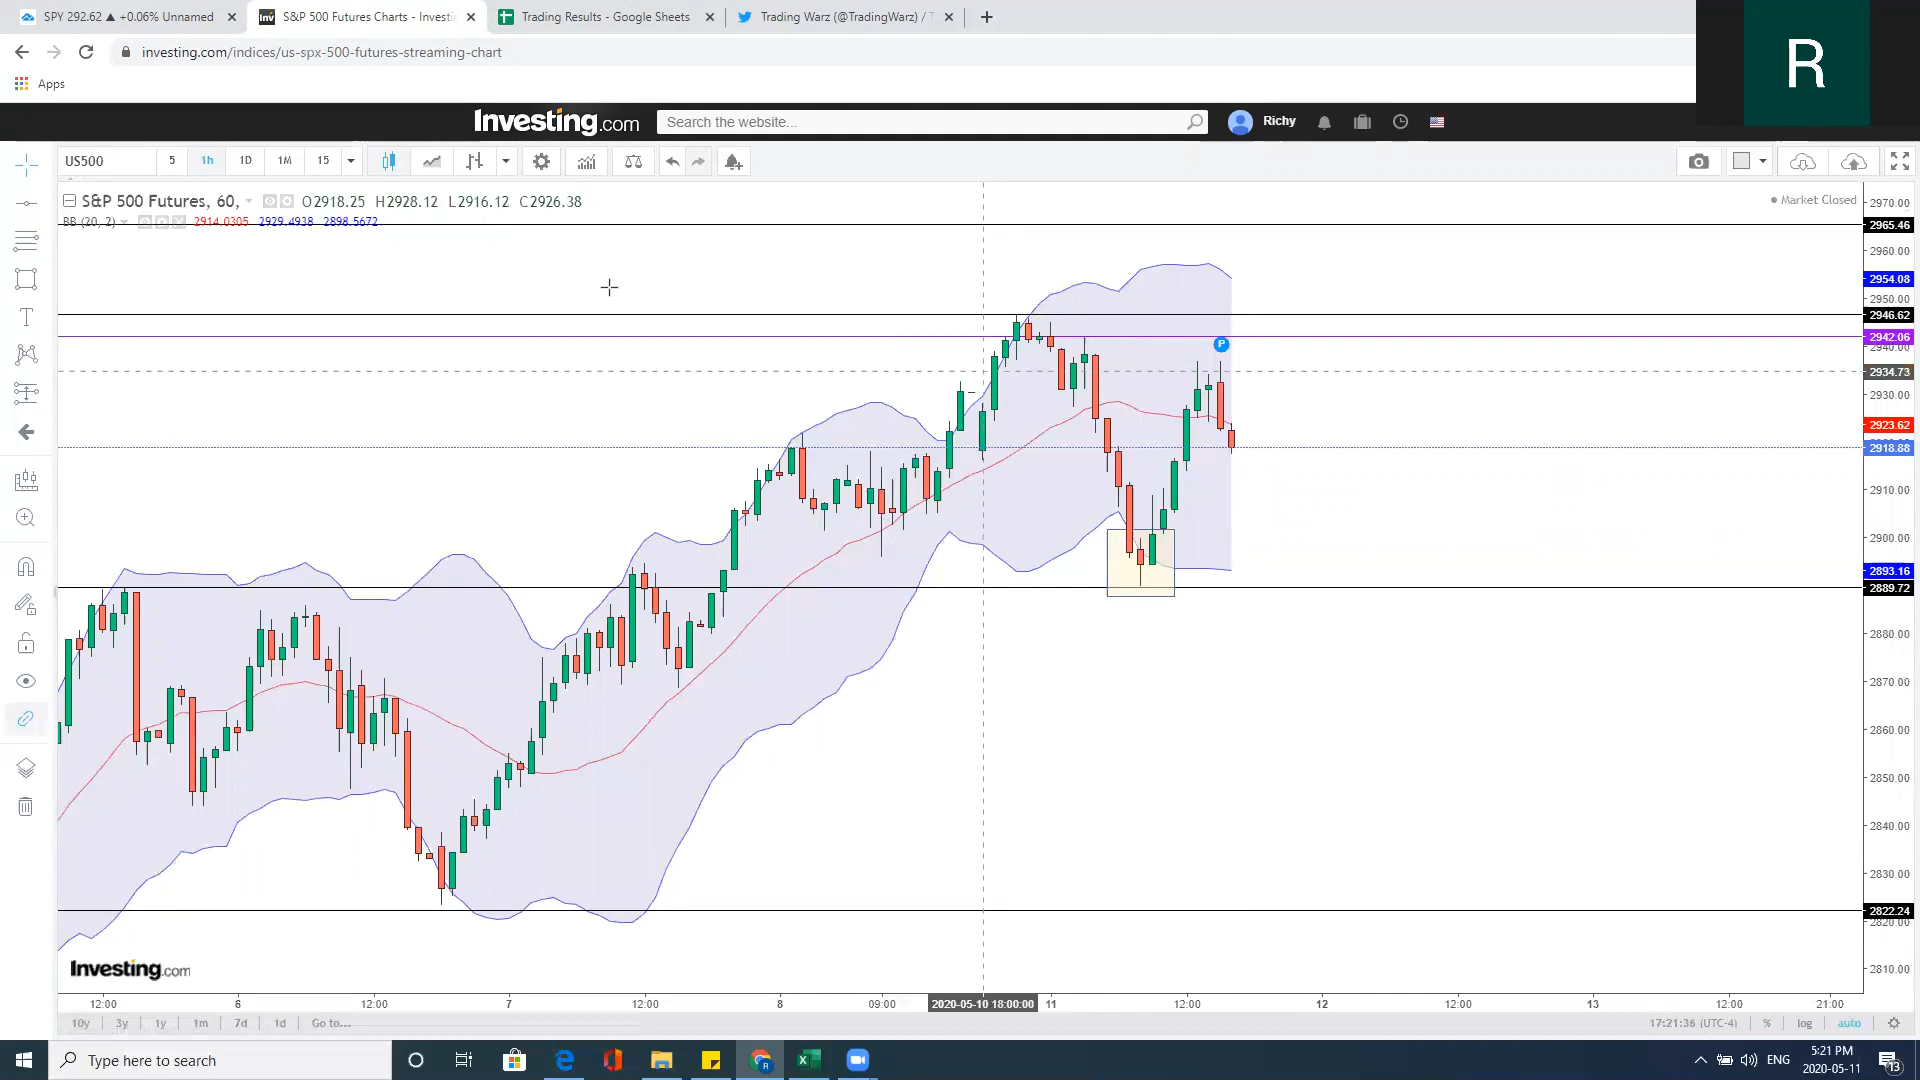 SPY 292.62 ▲ +0.06% Unnamed
S&P 500 Futures Charts - Investin
Trading Results - Google Sheets
Trading Warz (@TradingWarz) / T
investing.com/indices/us-spx-500-futures-streaming-chart
Apps
R
Investing.com
Search the website...
Richy
US500
5
1h
1D
1M
15
S&P 500 Futures, 60,
O2918.25 H2928.12 L2916.12 C2926.38
Market Closed
BB (20, 2)
2914.0305 2929.4938 2898.5672
P
2970.00
2965.46
2960.00
2954.08
2950.00
2946.62
2942.06
2940.00
2934.73
2930.00
2923.62
2918.88
2910.00
2900.00
2893.16
2889.72
2880.00
2870.00
2860.00
2850.00
2840.00
2830.00
2822.24
2820.00
2810.00
Investing.com
12:00 6 12:00 7 12:00 8 09:00 2020-05-10 18:00:00 11 12:00 12 12:00 13 12:00 21:00
10y 3y 1y 1m 7d 1d Go to...
17:21:36 (UTC-4) % log auto
Type here to search
ENG
5:21 PM
2020-05-11
13